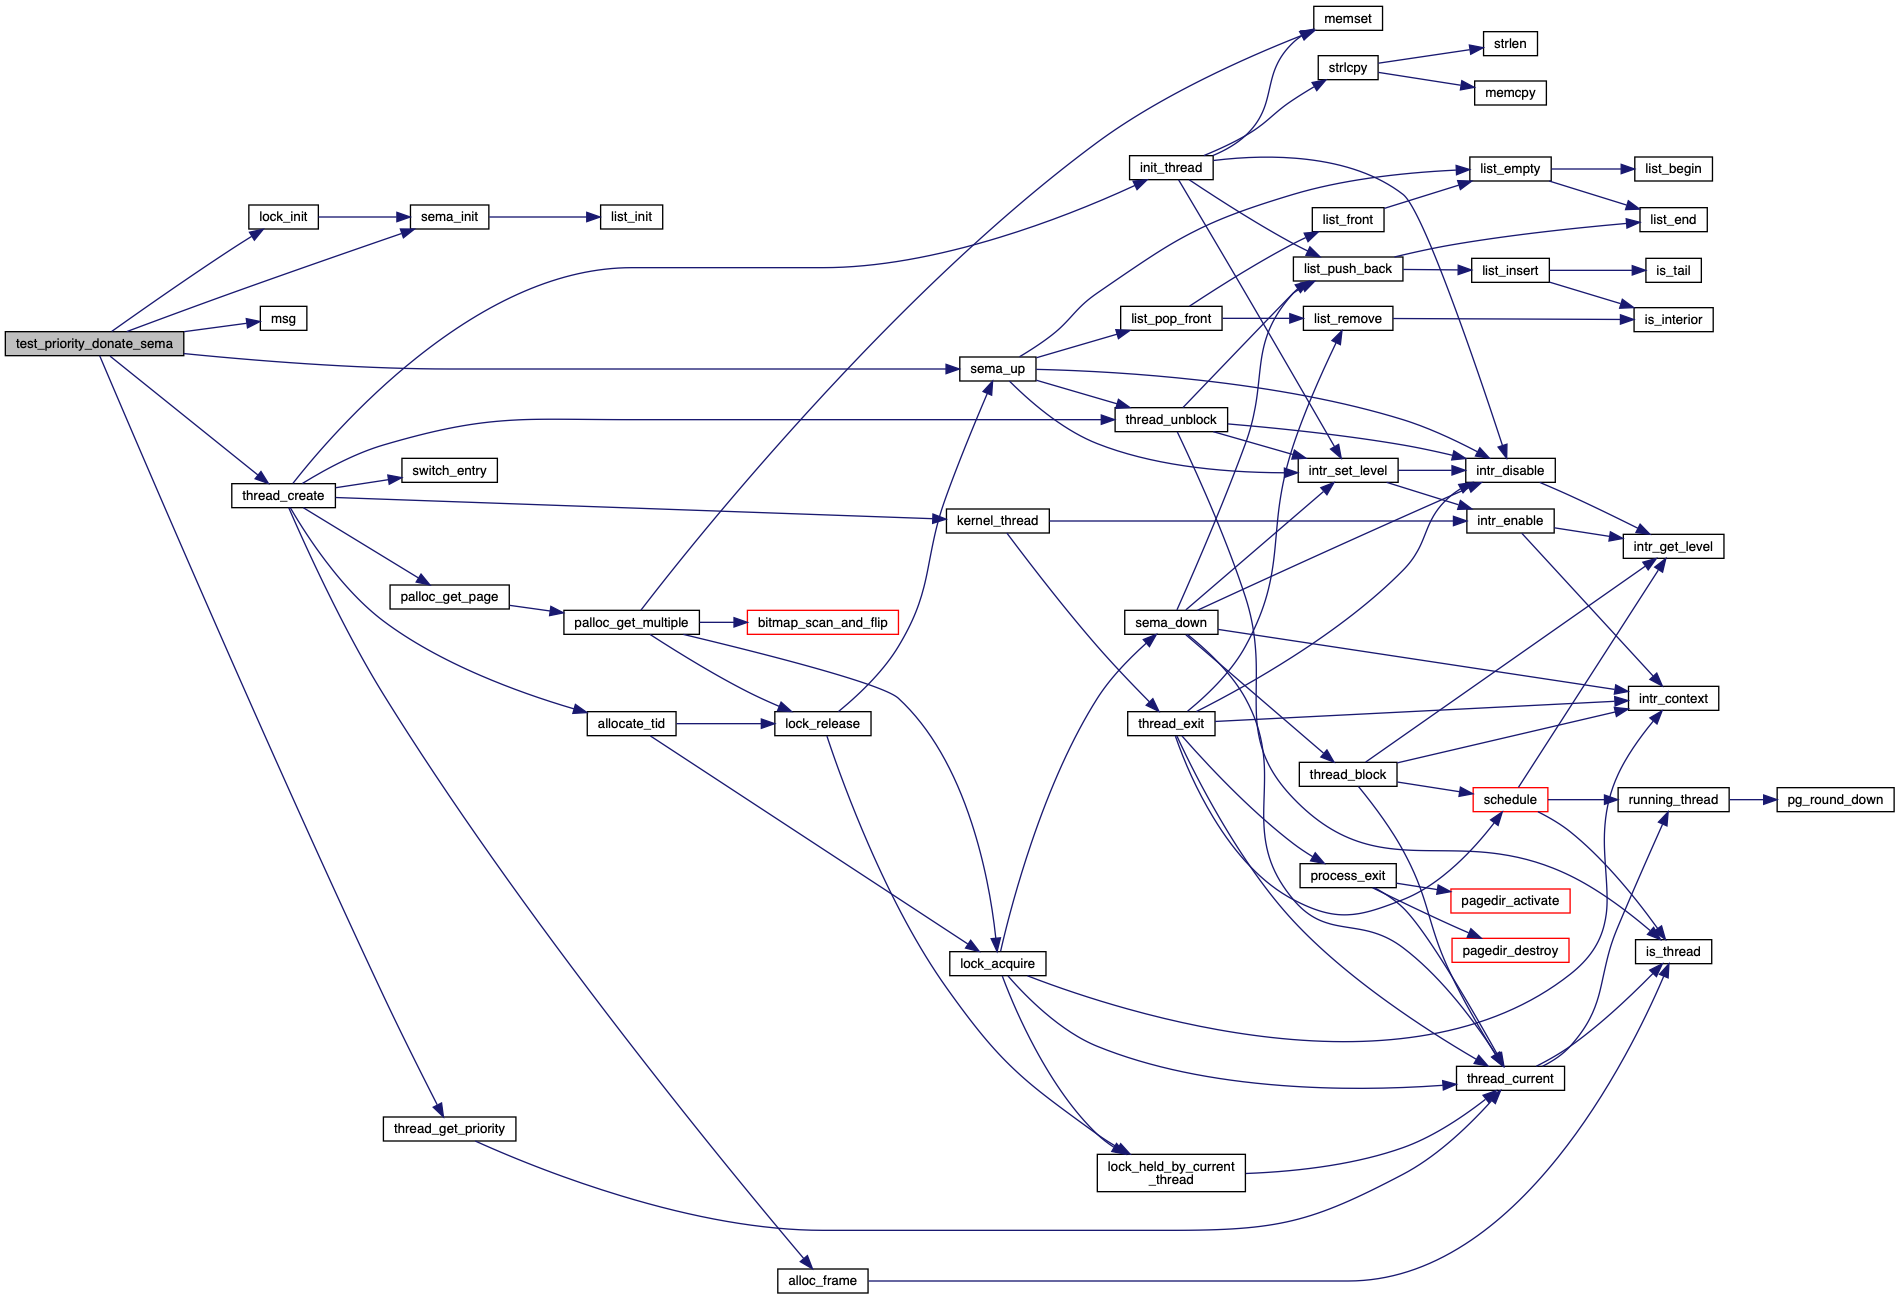 memset
strlen
strlcpy
memcpy
init_thread
list_empty
list_begin
lock_init
sema_init
list_init
list_front
list_end
list_push_back
list_insert
is_tail
msg
list_pop_front
list_remove
is_interior
test_priority_donate_sema
sema_up
thread_unblock
switch_entry
intr_set_level
intr_disable
thread_create
kernel_thread
intr_enable
intr_get_level
palloc_get_page
palloc_get_multiple
bitmap_scan_and_flip
sema_down
intr_context
allocate_tid
lock_release
thread_exit
thread_block
schedule
running_thread
pg_round_down
process_exit
pagedir_activate
pagedir_destroy
is_thread
lock_acquire
thread_current
thread_get_priority
lock_held_by_current
_thread
alloc_frame